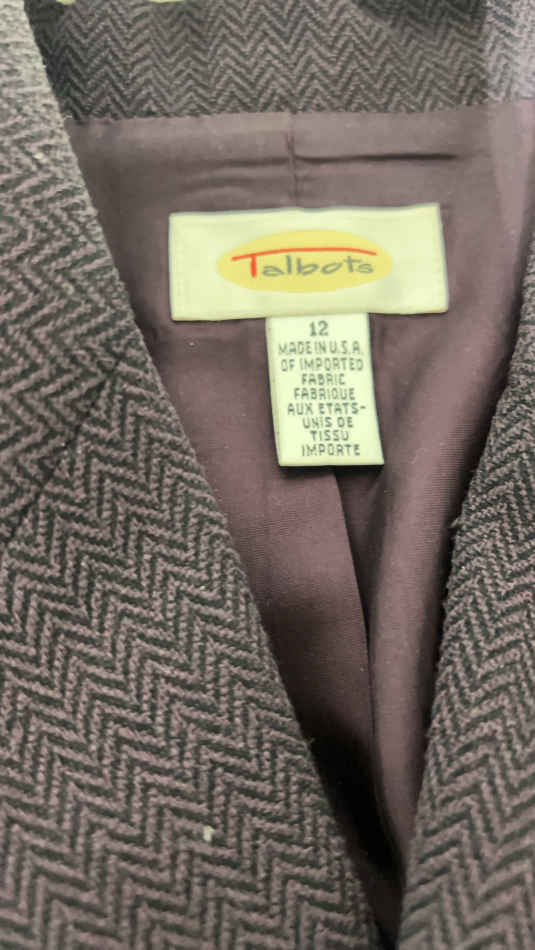 Talbots
12
MADE IN U.S.A.
OF IMPORTED
FABRIC
FABRIQUE
AUX ETATS-
UNIS DE
TISSU
IMPORTE